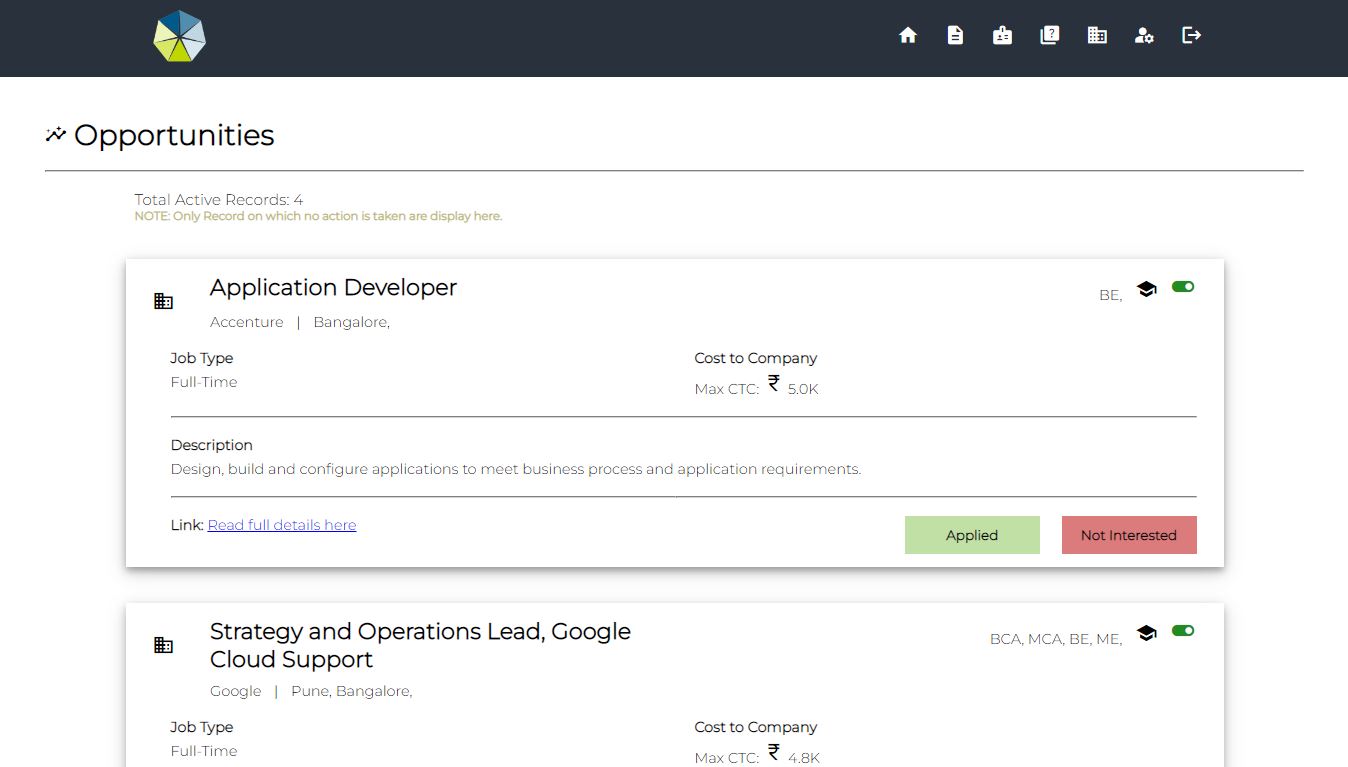 Opportunities
Total Active Records: 4
NOTE: Only Record on which no action is taken are display here.
Application Developer
BE,
Accenture | Bangalore,
Job Type
Cost to Company
Full-Time
Max CTC: ₹ 5.0K
Description
Design, build and configure applications to meet business process and application requirements.
Link: Read full details here
Applied
Not Interested
Strategy and Operations Lead, Google
Cloud Support
BCA, MCA, BE, ME,
Google | Pune, Bangalore,
Job Type
Cost to Company
Full-Time
Max CTC: ₹ 4.8K